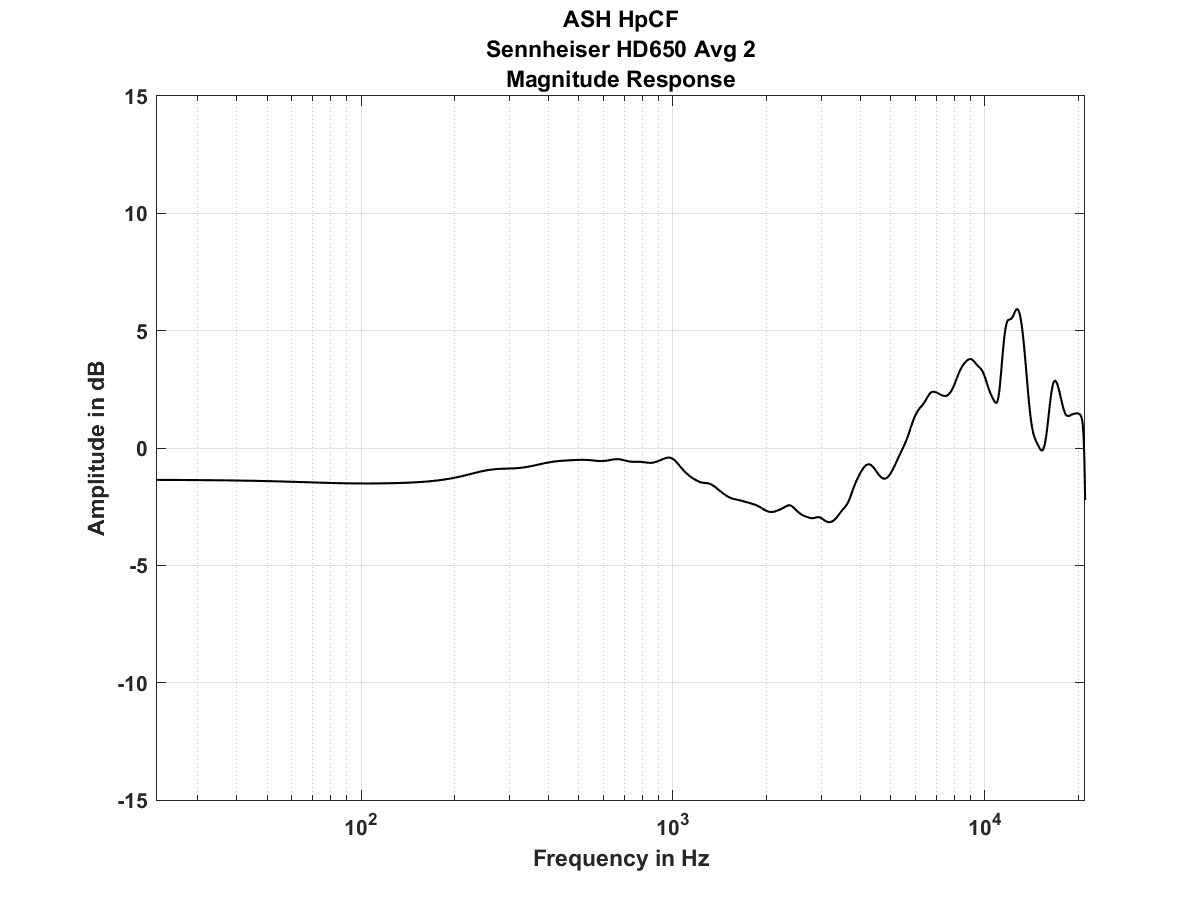 ASH HpCF
Sennheiser HD650 Avg 2
Magnitude Response
15
10
5
0
-5
-10
-15
Amplitude in dB
10²
10³
10⁴
Frequency in Hz